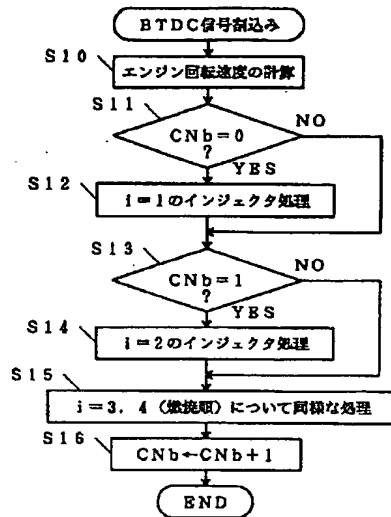 BTDC信号割込み
S10
エンジン回転速度の計算
S11
CNb=0
?
NO
YES
S12
i=1のインジェクタ処理
S13
CNb=1
?
NO
YES
S14
i=2のインジェクタ処理
S15
i=3.4(燃焼順)について同様な処理
S16
CNb←CNb+1
END